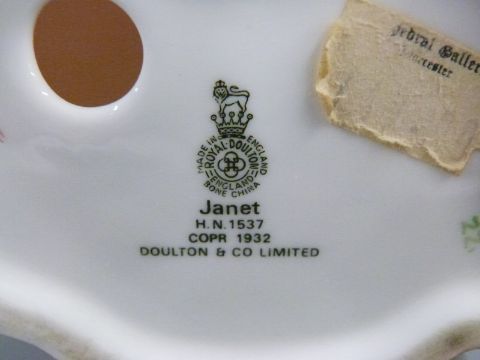 MADE IN ENGLAND
ROYAL·DOULTON
ENGLAND
BONE CHINA
Janet
H.N.1537
COPR 1932
DOULTON & CO LIMITED